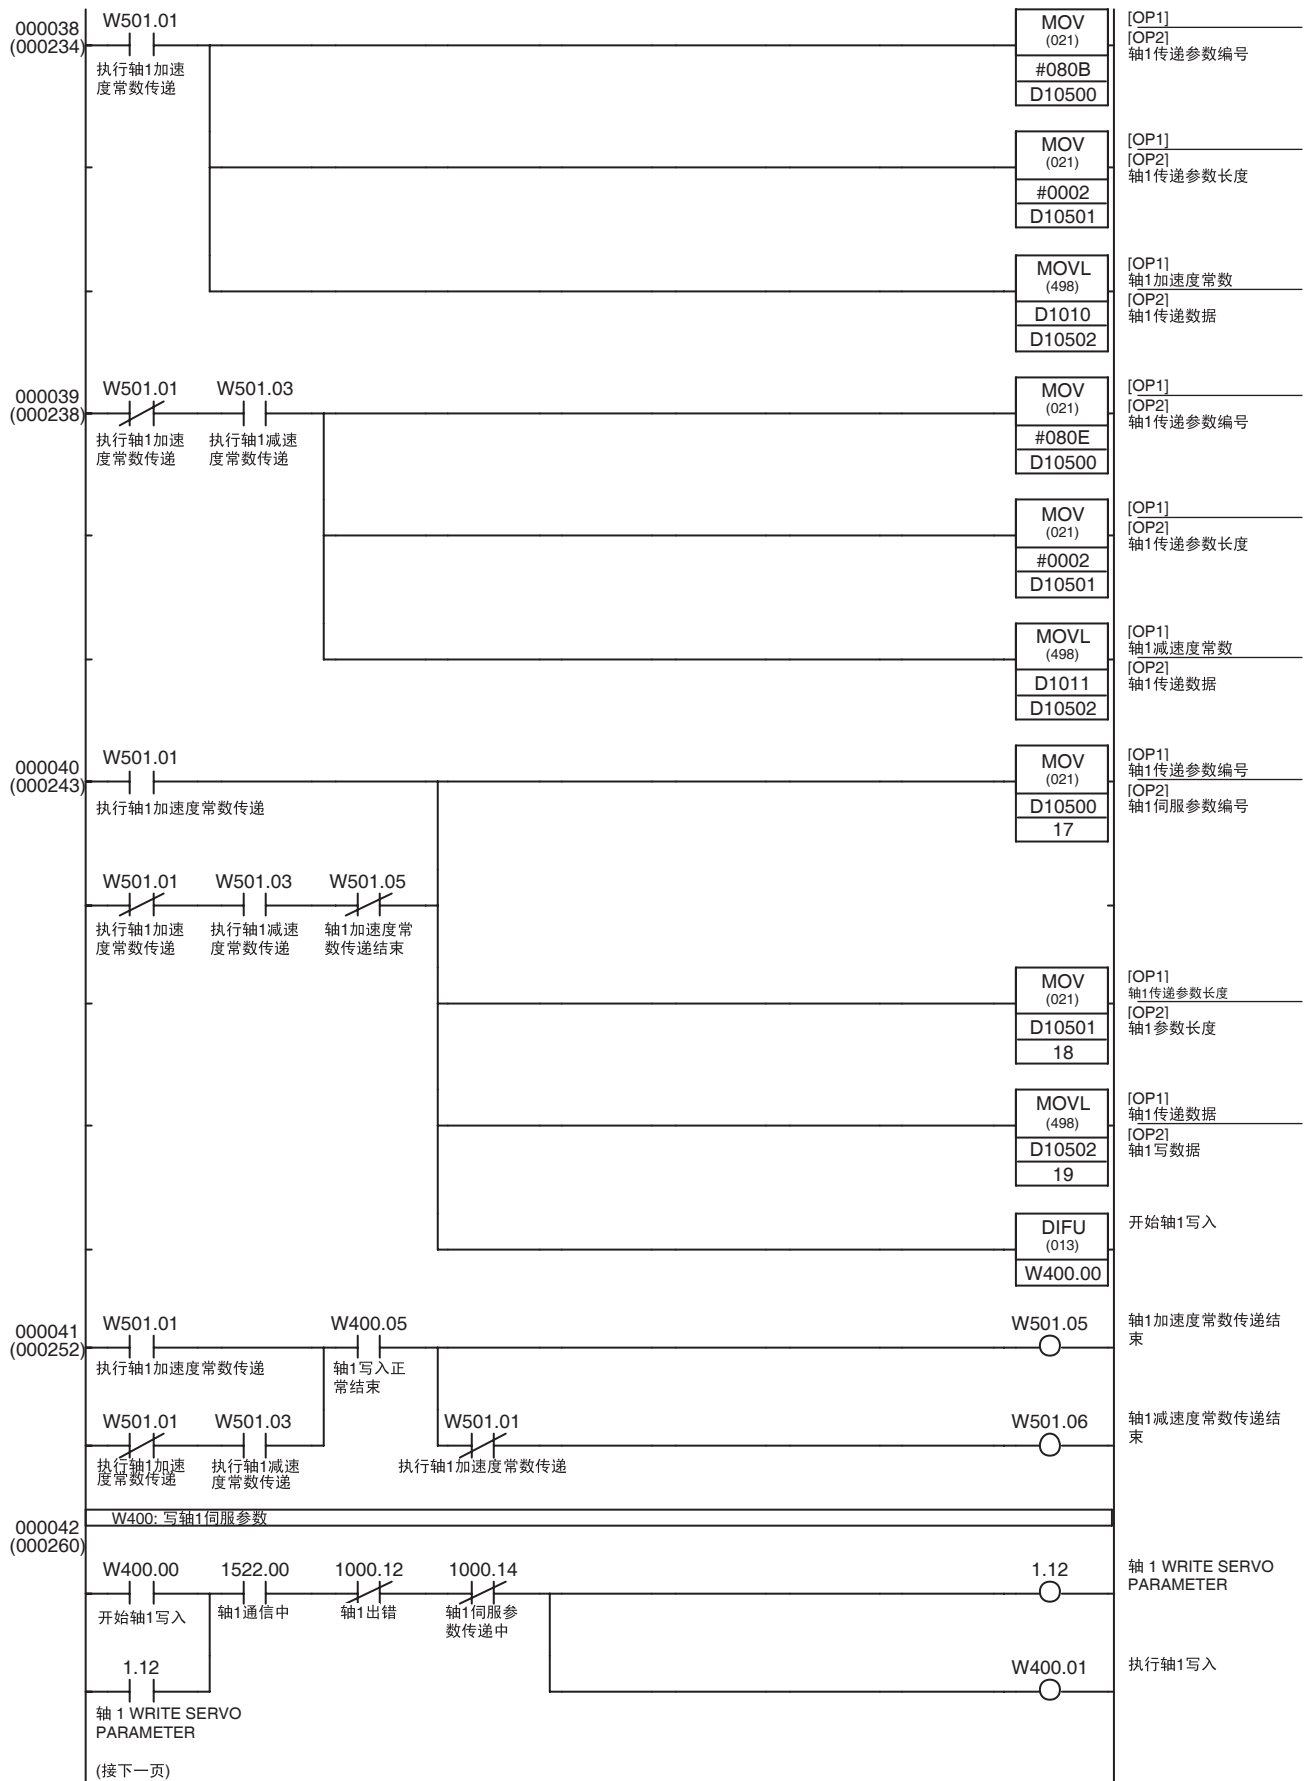 000038
(000234)
W501.01
执行轴1加速
度常数传递
MOV
(021)
#080B
D10500
[OP1]
[OP2]
轴1传递参数编号
MOV
(021)
#0002
D10501
[OP1]
[OP2]
轴1传递参数长度
MOVL
(498)
D1010
D10502
[OP1]
轴1加速度常数
[OP2]
轴1传递数据
000039
(000238)
W501.01
执行轴1加速
度常数传递
W501.03
执行轴1减速
度常数传递
MOV
(021)
#080E
D10500
[OP1]
[OP2]
轴1传递参数编号
MOV
(021)
#0002
D10501
[OP1]
[OP2]
轴1传递参数长度
MOVL
(498)
D1011
D10502
[OP1]
轴1减速度常数
[OP2]
轴1传递数据
000040
(000243)
W501.01
执行轴1加速度常数传递
MOV
(021)
D10500
17
[OP1]
轴1传递参数编号
[OP2]
轴1伺服参数编号
W501.01
执行轴1加速
度常数传递
W501.03
执行轴1减速
度常数传递
W501.05
轴1加速度常
数传递结束
MOV
(021)
D10501
18
[OP1]
轴1传递参数长度
[OP2]
轴1参数长度
MOVL
(498)
D10502
19
[OP1]
轴1传递数据
[OP2]
轴1写数据
DIFU
(013)
W400.00
开始轴1写入
000041
(000252)
W501.01
执行轴1加速度常数传递
W400.05
轴1写入正
常结束
W501.05
轴1加速度常数传递结
束
W501.01
执行轴1加速
度常数传递
W501.03
执行轴1减速
度常数传递
W501.01
执行轴1加速度常数传递
W501.06
轴1减速度常数传递结
束
000042
(000260)
W400: 写轴1伺服参数
W400.00
开始轴1写入
1522.00
轴1通信中
1000.12
轴1出错
1000.14
轴1伺服参
数传递中
1.12
轴 1 WRITE SERVO
PARAMETER
1.12
轴 1 WRITE SERVO
PARAMETER
W400.01
执行轴1写入
(接下一页)